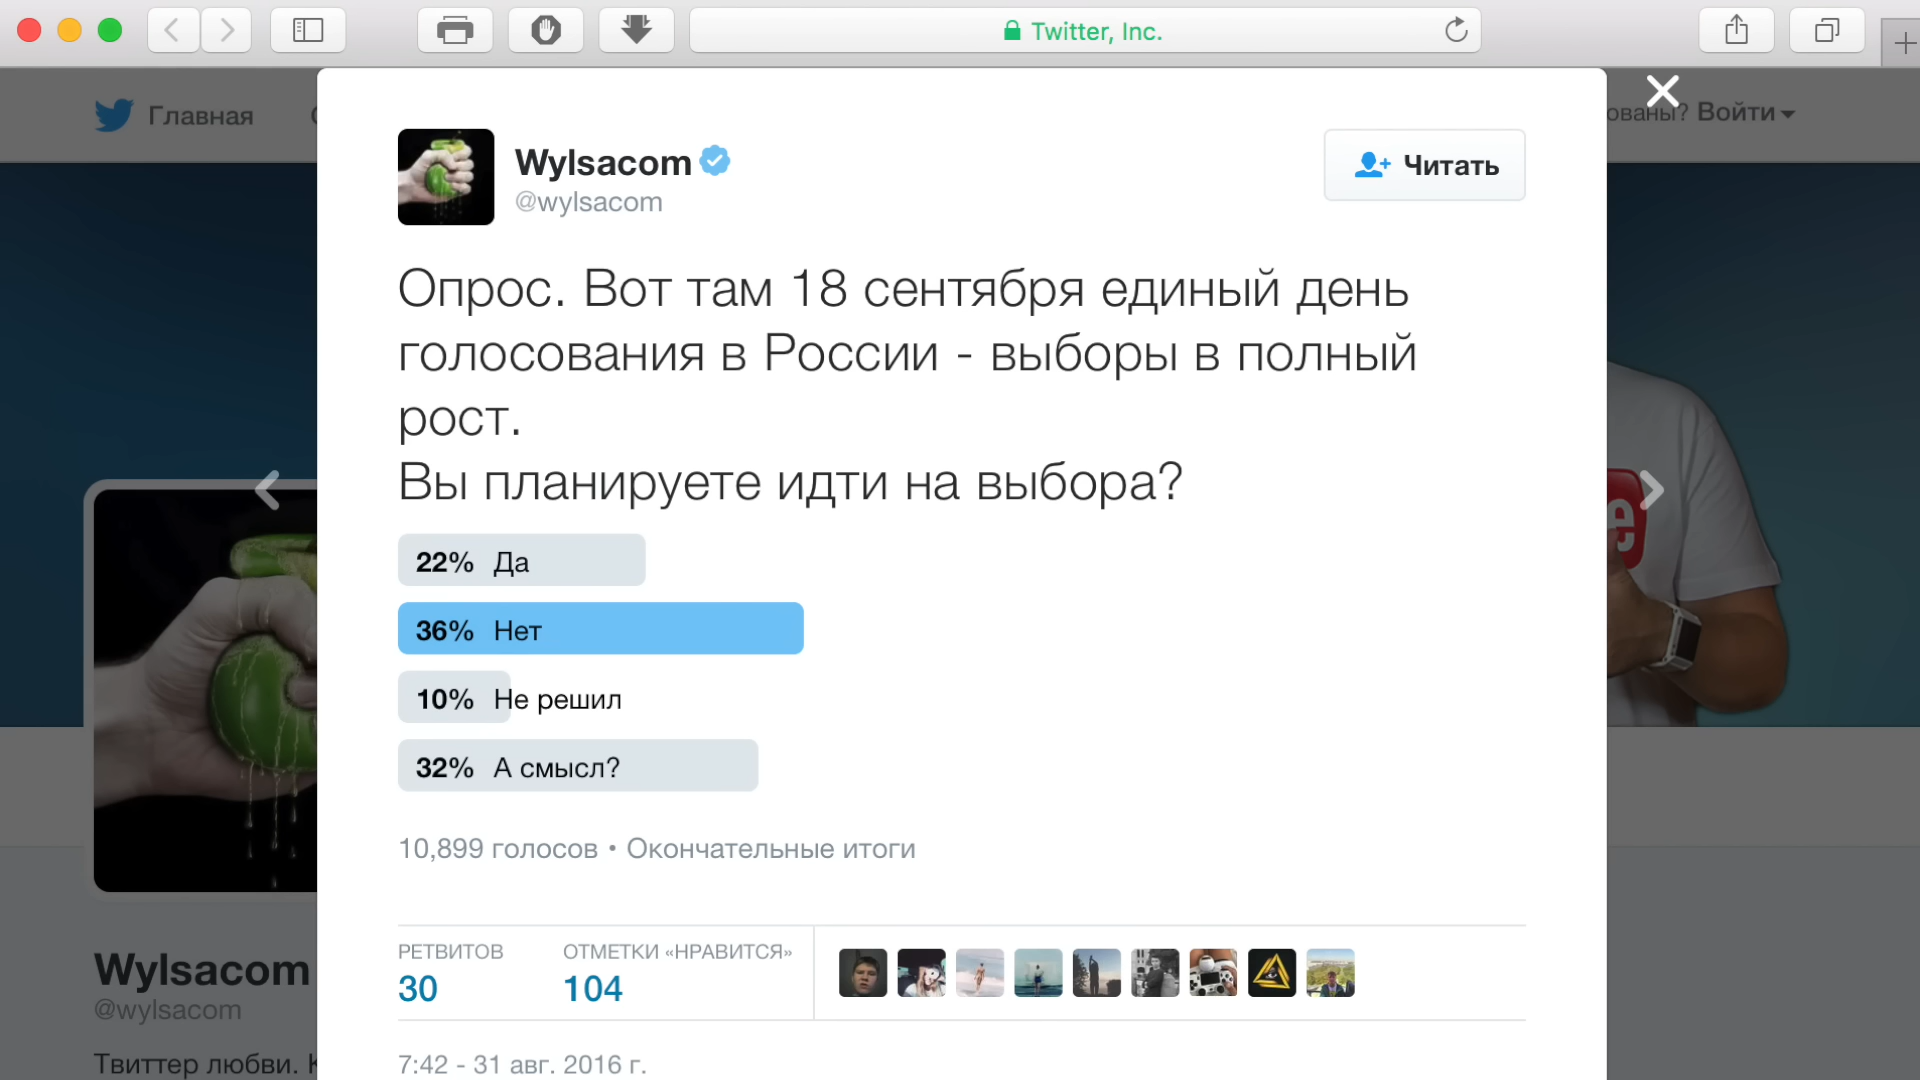 Twitter, Inc.
Главная
ованы? Войти
Wylsacom
@wylsacom
Читать
Опрос. Вот там 18 сентября единый день
голосования в России - выборы в полный
рост.
Вы планируете идти на выбора?
22% Да
36% Нет
10% Не решил
32% А смысл?
10,899 голосов • Окончательные итоги
РЕТВИТОВ ОТМЕТКИ «НРАВИТСЯ»
30 104
7:42 - 31 авг. 2016 г.
Wylsacom
@wylsacom
Твиттер любви.